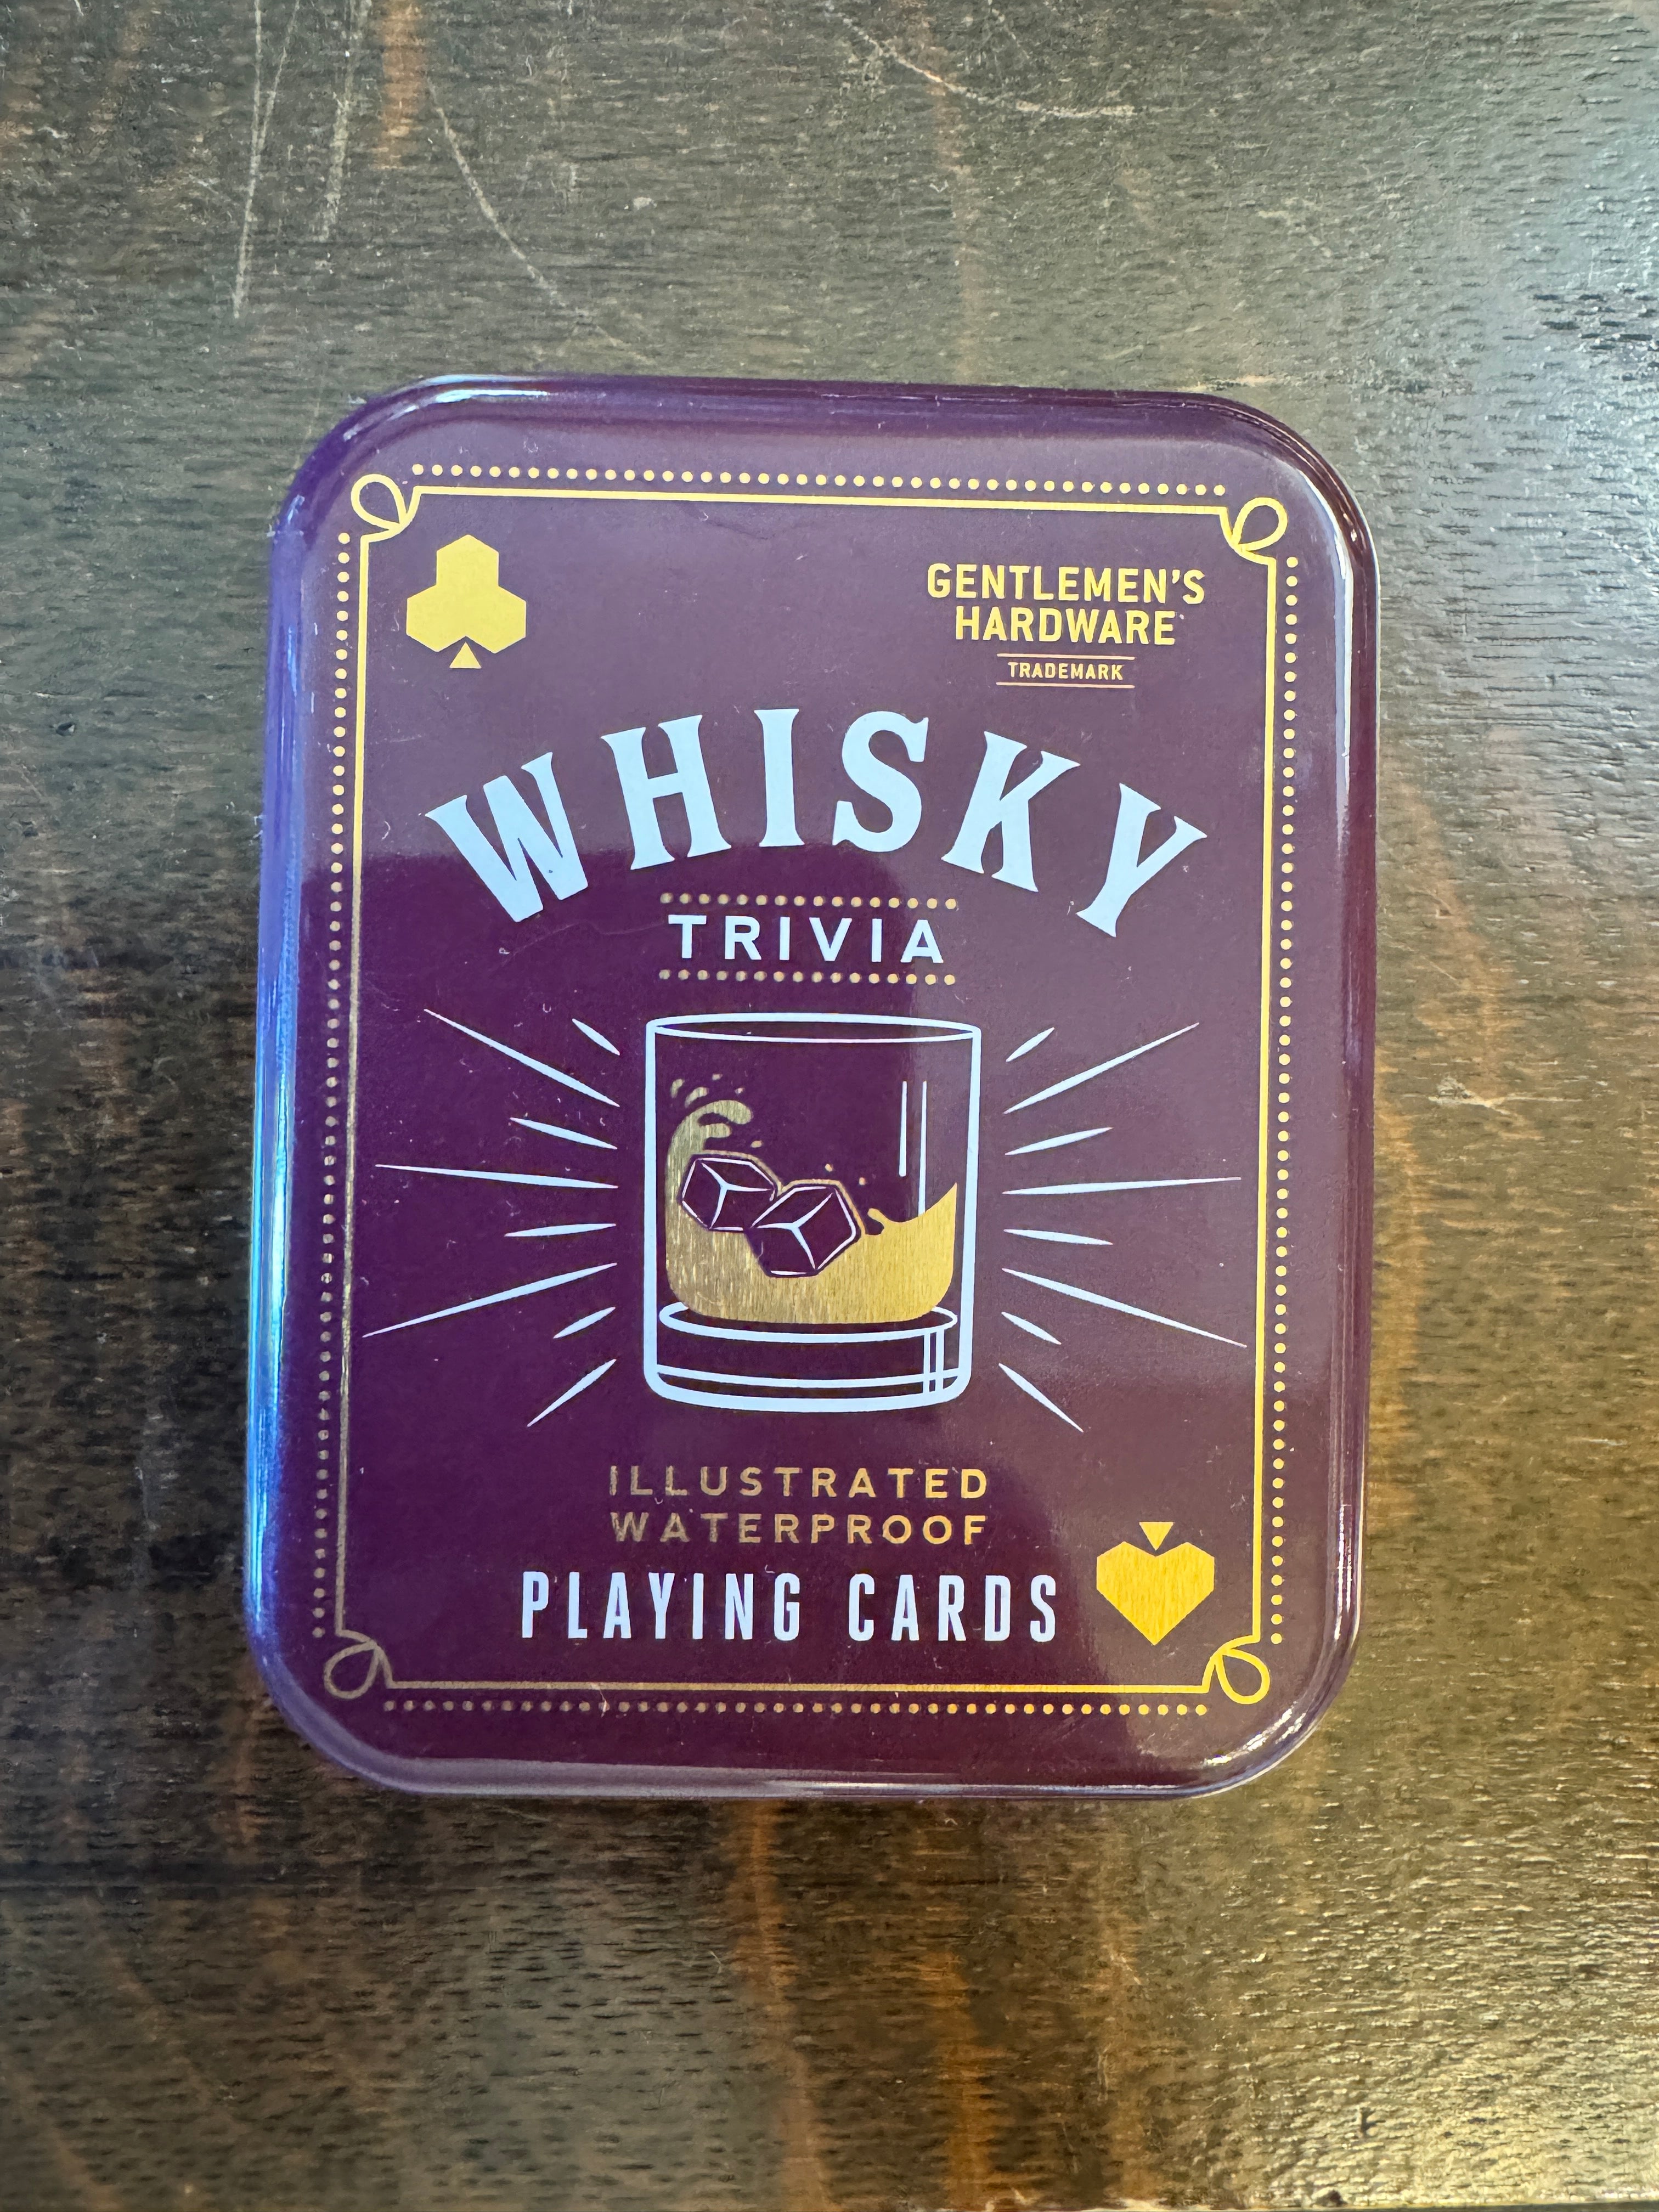 GENTLEMEN'S
HARDWARE
TRADEMARK
WHISKY
TRIVIA
ILLUSTRATED
WATERPROOF
PLAYING CARDS